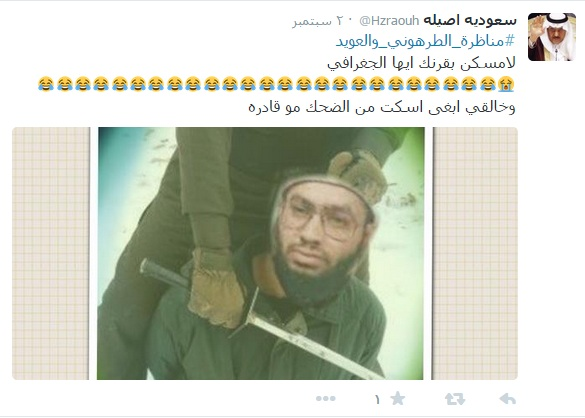 سعوديه اصيله @Hzraouh · ٢٠ سبتمبر
#مناظرة_الطرهوني_والعويد
لامسكن بقرنك ايها الجغرافي
😂😂😂😂😂😂😂😂😂😂😂😂😂😂😂😂😂😂😂😂😂😂😂😂😭
وخالقي ابغى اسكت من الضحك مو قادره
١